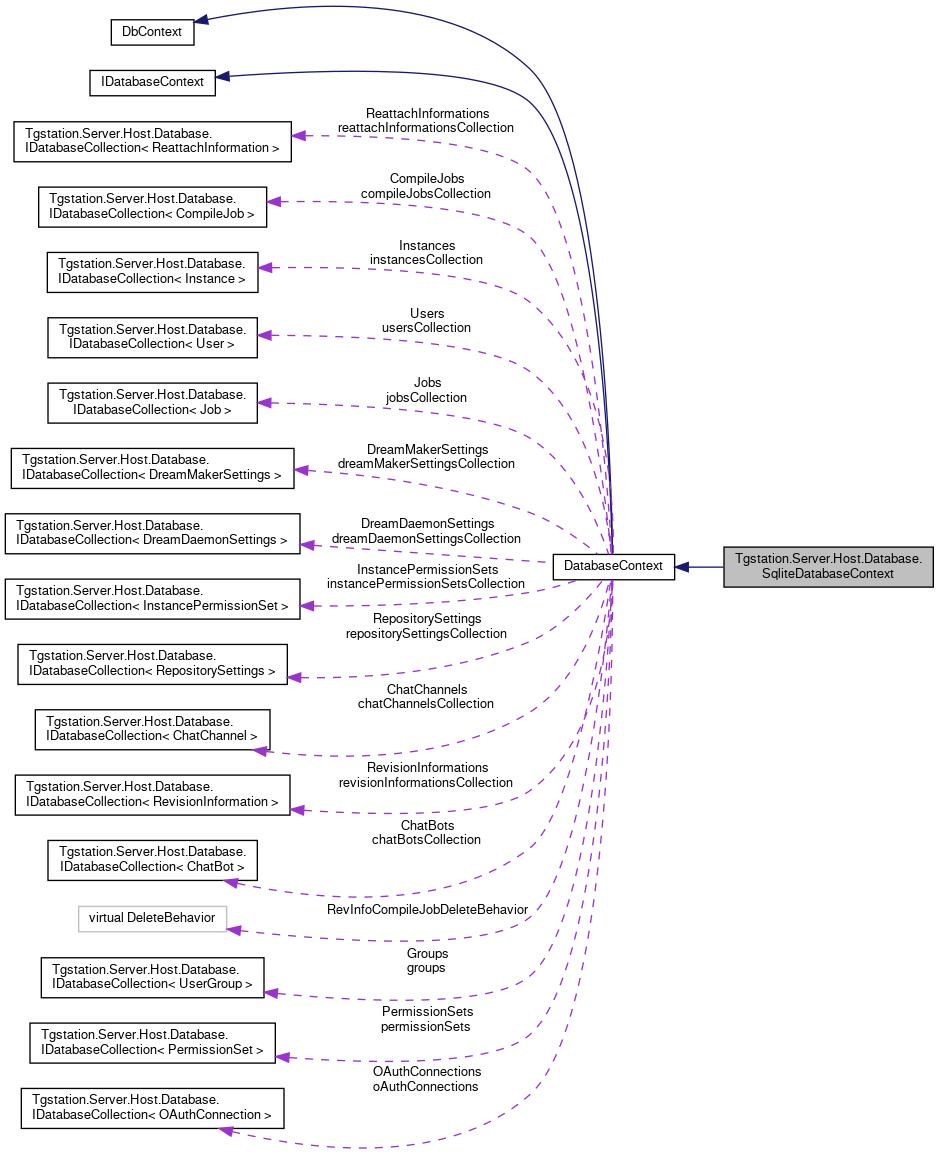 DbContext
IDatabaseContext
ReattachInformations
reattachInformationsCollection
Tgstation.Server.Host.Database.
IDatabaseCollection< ReattachInformation >
CompileJobs
compileJobsCollection
Tgstation.Server.Host.Database.
IDatabaseCollection< CompileJob >
Instances
instancesCollection
Tgstation.Server.Host.Database.
IDatabaseCollection< Instance >
Users
usersCollection
Tgstation.Server.Host.Database.
IDatabaseCollection< User >
Jobs
jobsCollection
Tgstation.Server.Host.Database.
IDatabaseCollection< Job >
DreamMakerSettings
dreamMakerSettingsCollection
Tgstation.Server.Host.Database.
IDatabaseCollection< DreamMakerSettings >
DreamDaemonSettings
dreamDaemonSettingsCollection
Tgstation.Server.Host.Database.
IDatabaseCollection< DreamDaemonSettings >
DatabaseContext
Tgstation.Server.Host.Database.
SqliteDatabaseContext
InstancePermissionSets
instancePermissionSetsCollection
Tgstation.Server.Host.Database.
IDatabaseCollection< InstancePermissionSet >
RepositorySettings
repositorySettingsCollection
Tgstation.Server.Host.Database.
IDatabaseCollection< RepositorySettings >
ChatChannels
chatChannelsCollection
Tgstation.Server.Host.Database.
IDatabaseCollection< ChatChannel >
RevisionInformations
revisionInformationsCollection
Tgstation.Server.Host.Database.
IDatabaseCollection< RevisionInformation >
ChatBots
chatBotsCollection
Tgstation.Server.Host.Database.
IDatabaseCollection< ChatBot >
RevInfoCompileJobDeleteBehavior
virtual DeleteBehavior
Groups
groups
Tgstation.Server.Host.Database.
IDatabaseCollection< UserGroup >
PermissionSets
permissionSets
Tgstation.Server.Host.Database.
IDatabaseCollection< PermissionSet >
OAuthConnections
oAuthConnections
Tgstation.Server.Host.Database.
IDatabaseCollection< OAuthConnection >